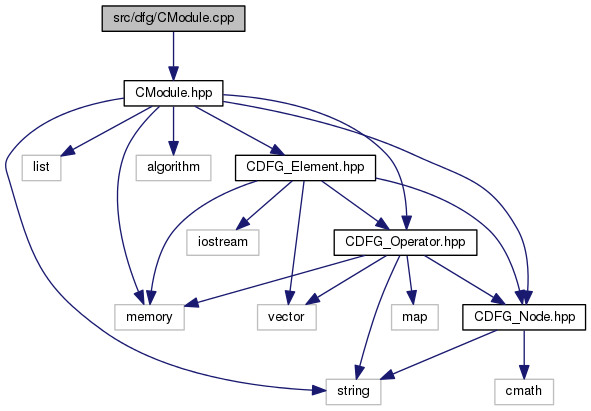 src/dfg/CModule.cpp
CModule.hpp
list
algorithm
CDFG_Element.hpp
iostream
CDFG_Operator.hpp
memory
vector
map
CDFG_Node.hpp
string
cmath